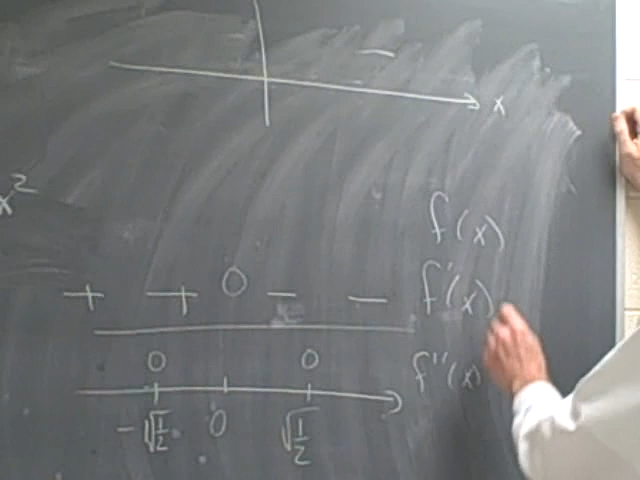 x
x²
f(x)
+ + 0 − − f'(x)
0 0 f''(x)
-√1/2 0 √1/2